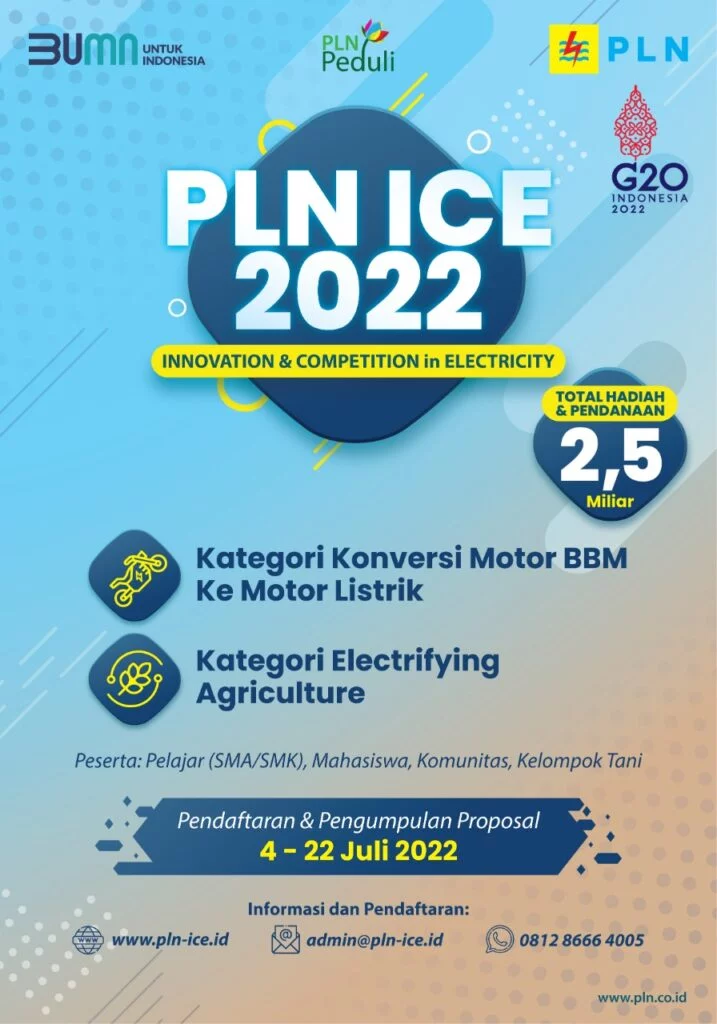 BUMN UNTUK
INDONESIA
PLN
Peduli
PLN
G20
INDONESIA
2022
PLN ICE
2022
INNOVATION & COMPETITION in ELECTRICITY
TOTAL HADIAH
& PENDANAAN
2,5
Miliar
Kategori Konversi Motor BBM
Ke Motor Listrik
Kategori Electrifying
Agriculture
Peserta: Pelajar (SMA/SMK), Mahasiswa, Komunitas, Kelompok Tani
Pendaftaran & Pengumpulan Proposal
4 - 22 Juli 2022
Informasi dan Pendaftaran:
WWW
www.pln-ice.id
@
admin@pln-ice.id
0812 8666 4005
www.pln.co.id